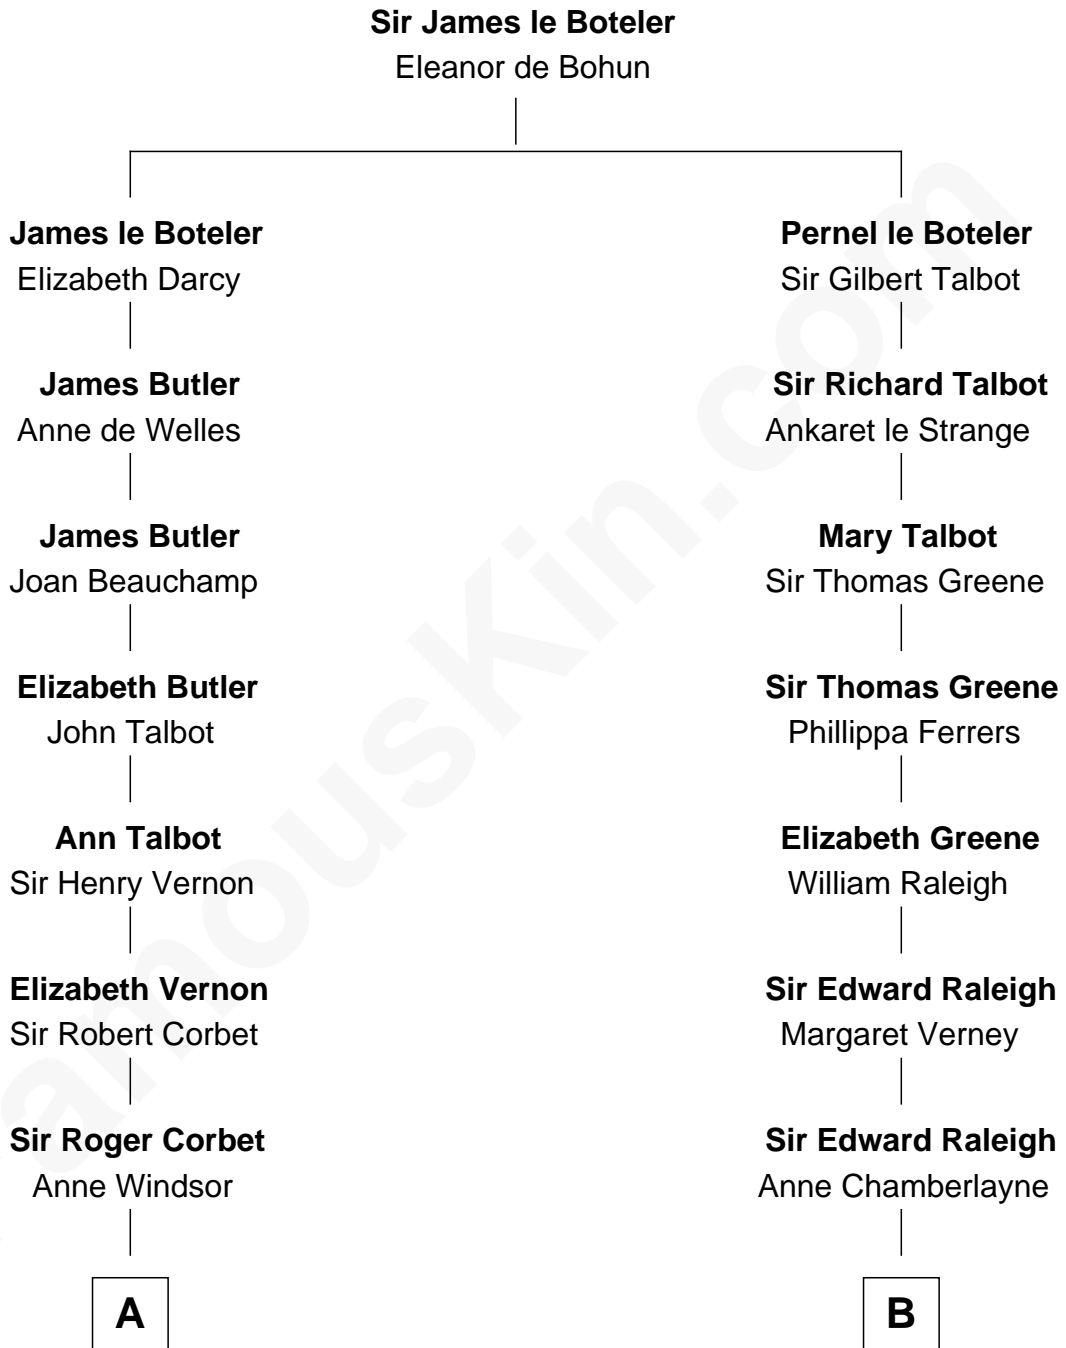 Sir James le Boteler
Eleanor de Bohun
James le Boteler
Elizabeth Darcy
Pernel le Boteler
Sir Gilbert Talbot
James Butler
Anne de Welles
Sir Richard Talbot
Ankaret le Strange
James Butler
Joan Beauchamp
Mary Talbot
Sir Thomas Greene
Elizabeth Butler
John Talbot
Sir Thomas Greene
Phillippa Ferrers
Ann Talbot
Sir Henry Vernon
Elizabeth Greene
William Raleigh
Elizabeth Vernon
Sir Robert Corbet
Sir Edward Raleigh
Margaret Verney
Sir Roger Corbet
Anne Windsor
Sir Edward Raleigh
Anne Chamberlayne
A
B
amousKin.com